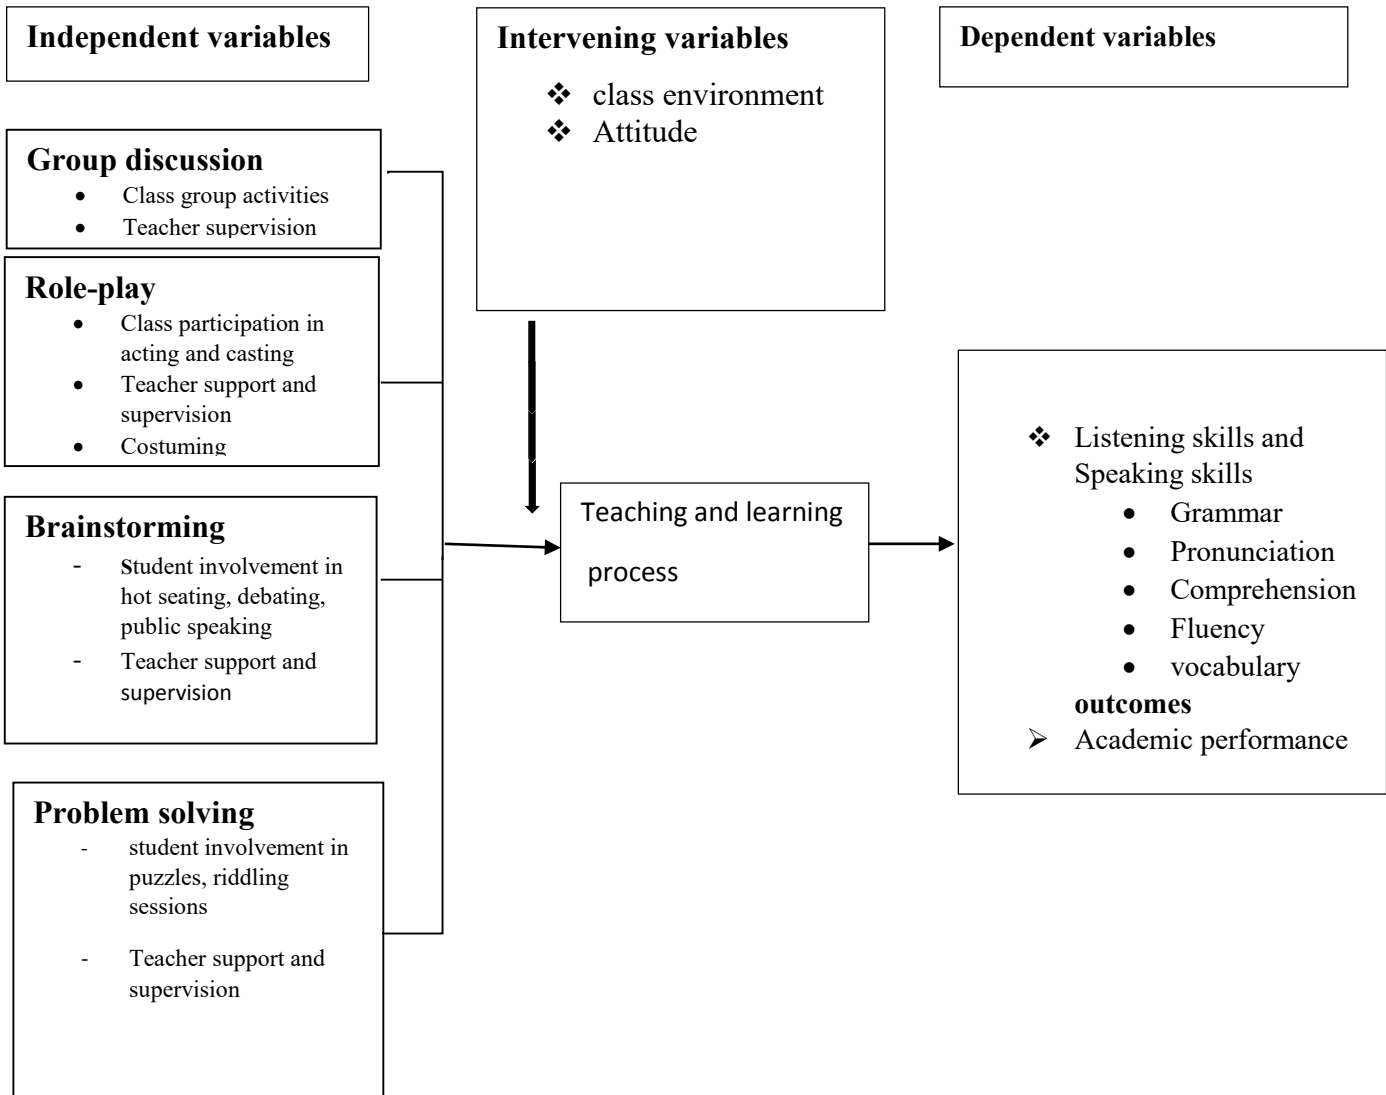 Independent variables
Intervening variables
❖ class environment
❖ Attitude
Dependent variables
Group discussion
• Class group activities
• Teacher supervision
Role-play
• Class participation in
acting and casting
• Teacher support and
supervision
• Costuming
Brainstorming
- Student involvement in
hot seating, debating,
public speaking
- Teacher support and
supervision
Problem solving
- student involvement in
puzzles, riddling
sessions
- Teacher support and
supervision
Teaching and learning
process
❖ Listening skills and
Speaking skills
• Grammar
• Pronunciation
• Comprehension
• Fluency
• vocabulary
outcomes
➢ Academic performance